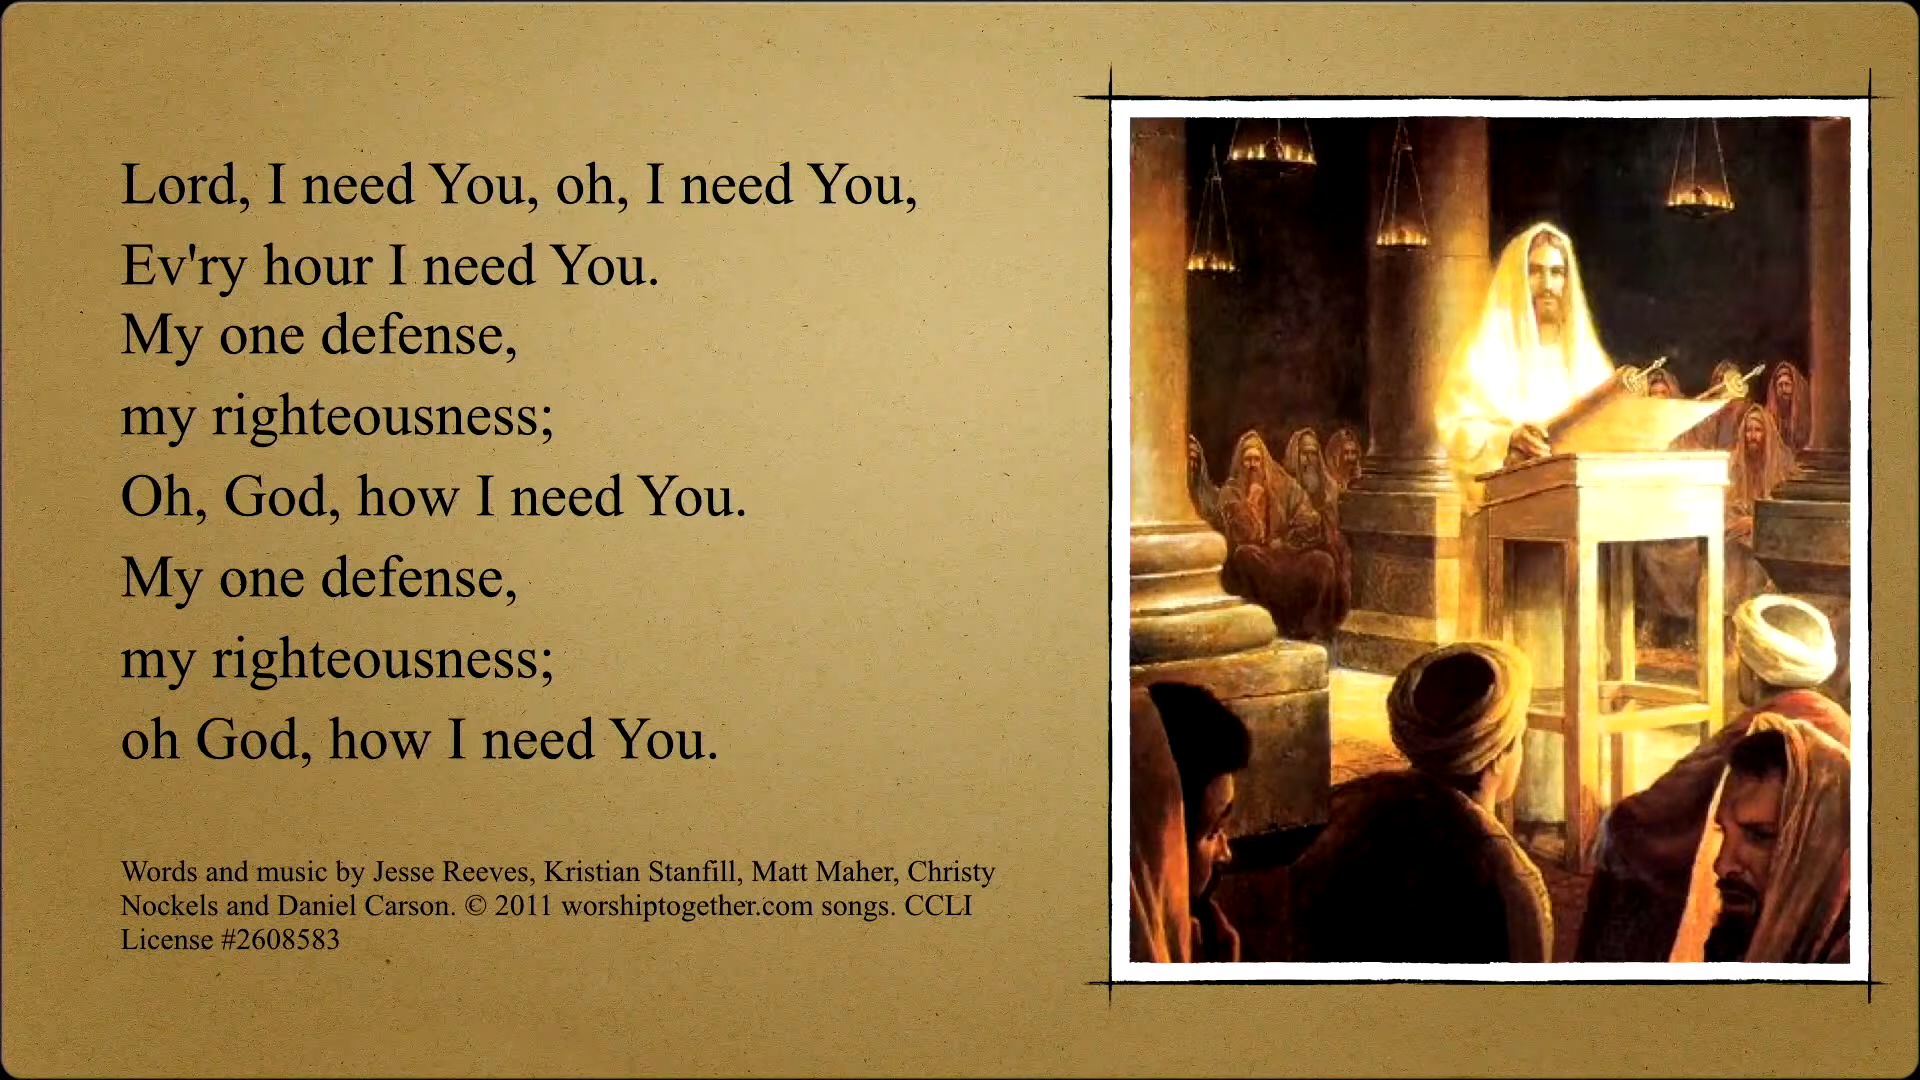 Lord, I need You, oh, I need You,
Ev'ry hour I need You.
My one defense,
my righteousness;
Oh, God, how I need You.
My one defense,
my righteousness;
oh God, how I need You.
Words and music by Jesse Reeves, Kristian Stanfill, Matt Maher, Christy
Nockels and Daniel Carson. © 2011 worshiptogether.com songs. CCLI
License #2608583